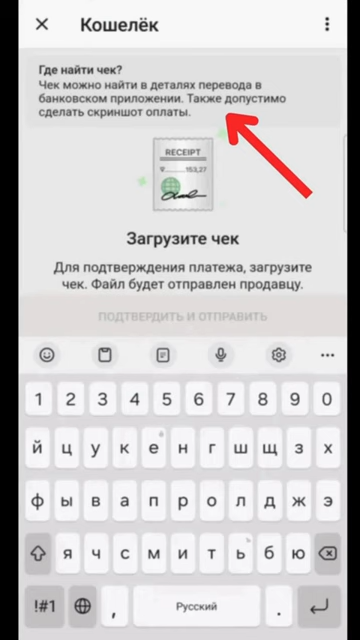 Кошелёк
Где найти чек?
Чек можно найти в деталях перевода в
банковском приложении. Также допустимо
сделать скриншот оплаты.
RECEIPT
153,27
Загрузите чек
Для подтверждения платежа, загрузите
чек. Файл будет отправлен продавцу.
ПОДТВЕРДИТЬ И ОТПРАВИТЬ
1 2 3 4 5 6 7 8 9 0
й ц у к е н г ш щ з х
ф ы в а п р о л д ж э
я ч с м и т ь б ю
!#1 , Русский .